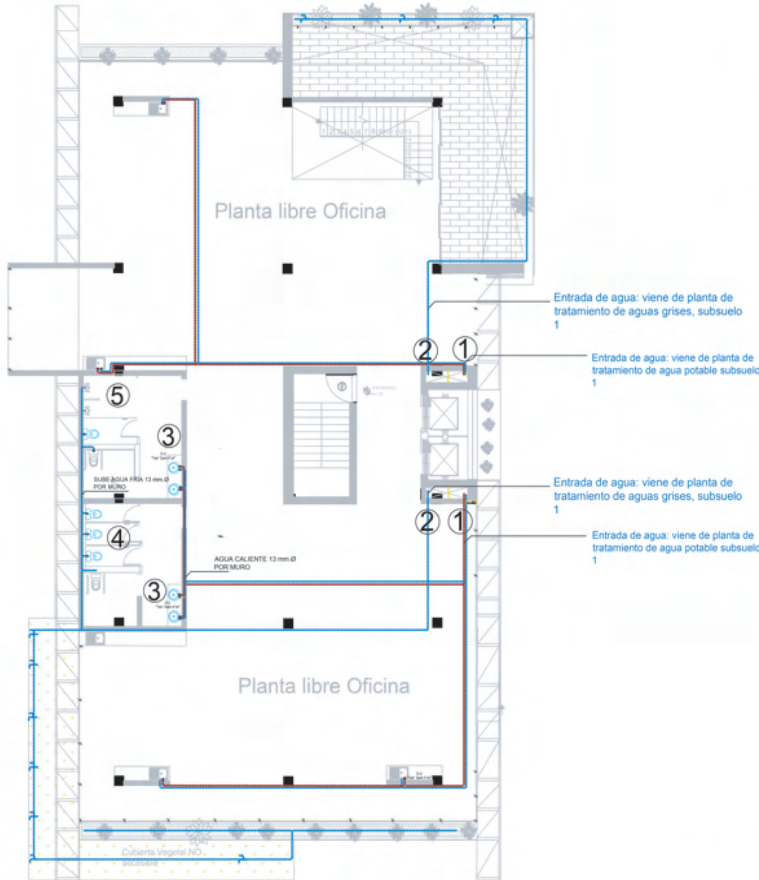 Planta libre Oficina
Entrada de agua: viene de planta de
tratamiento de aguas grises, subsuelo
1
2
1
Entrada de agua: viene de planta de
tratamiento de agua potable subsuelo
1
5
3
SUBE AGUA FRIA 13 mm.Ø
POR MURO
Entrada de agua: viene de planta de
tratamiento de aguas grises, subsuelo
1
2
1
Entrada de agua: viene de planta de
tratamiento de agua potable subsuelo
1
4
AGUA CALIENTE 13 mm.Ø
POR MURO
3
Planta libre Oficina
Cubierta Vegetal NO
accesible